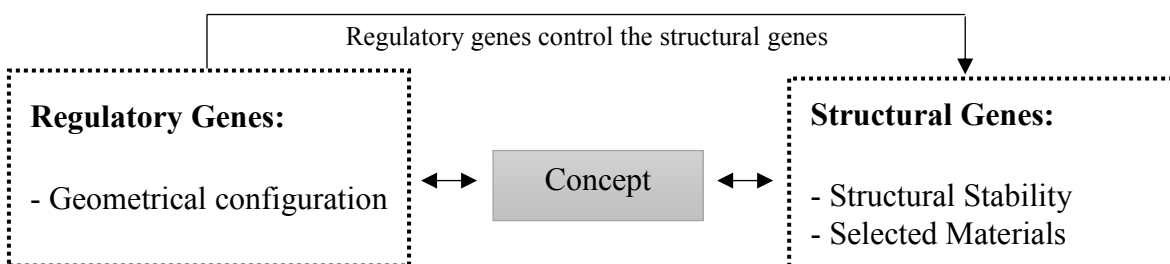 Regulatory genes control the structural genes
Regulatory Genes:
- Geometrical configuration
Concept
Structural Genes:
- Structural Stability
- Selected Materials